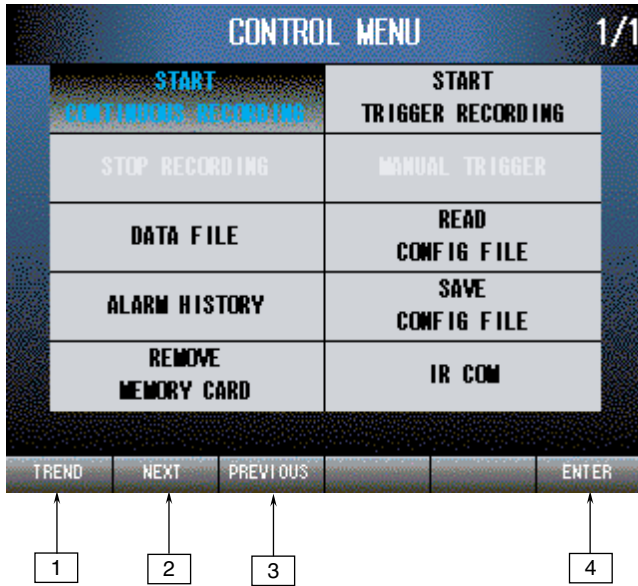 CONTROL MENU 1/1
START
CONTINUOUS RECORDING
START
TRIGGER RECORDING
STOP RECORDING
MANUAL TRIGGER
DATA FILE
READ
CONFIG FILE
ALARM HISTORY
SAVE
CONFIG FILE
REMOVE
MEMORY CARD
IR COM
TREND NEXT PREVIOUS ENTER
1 2 3 4